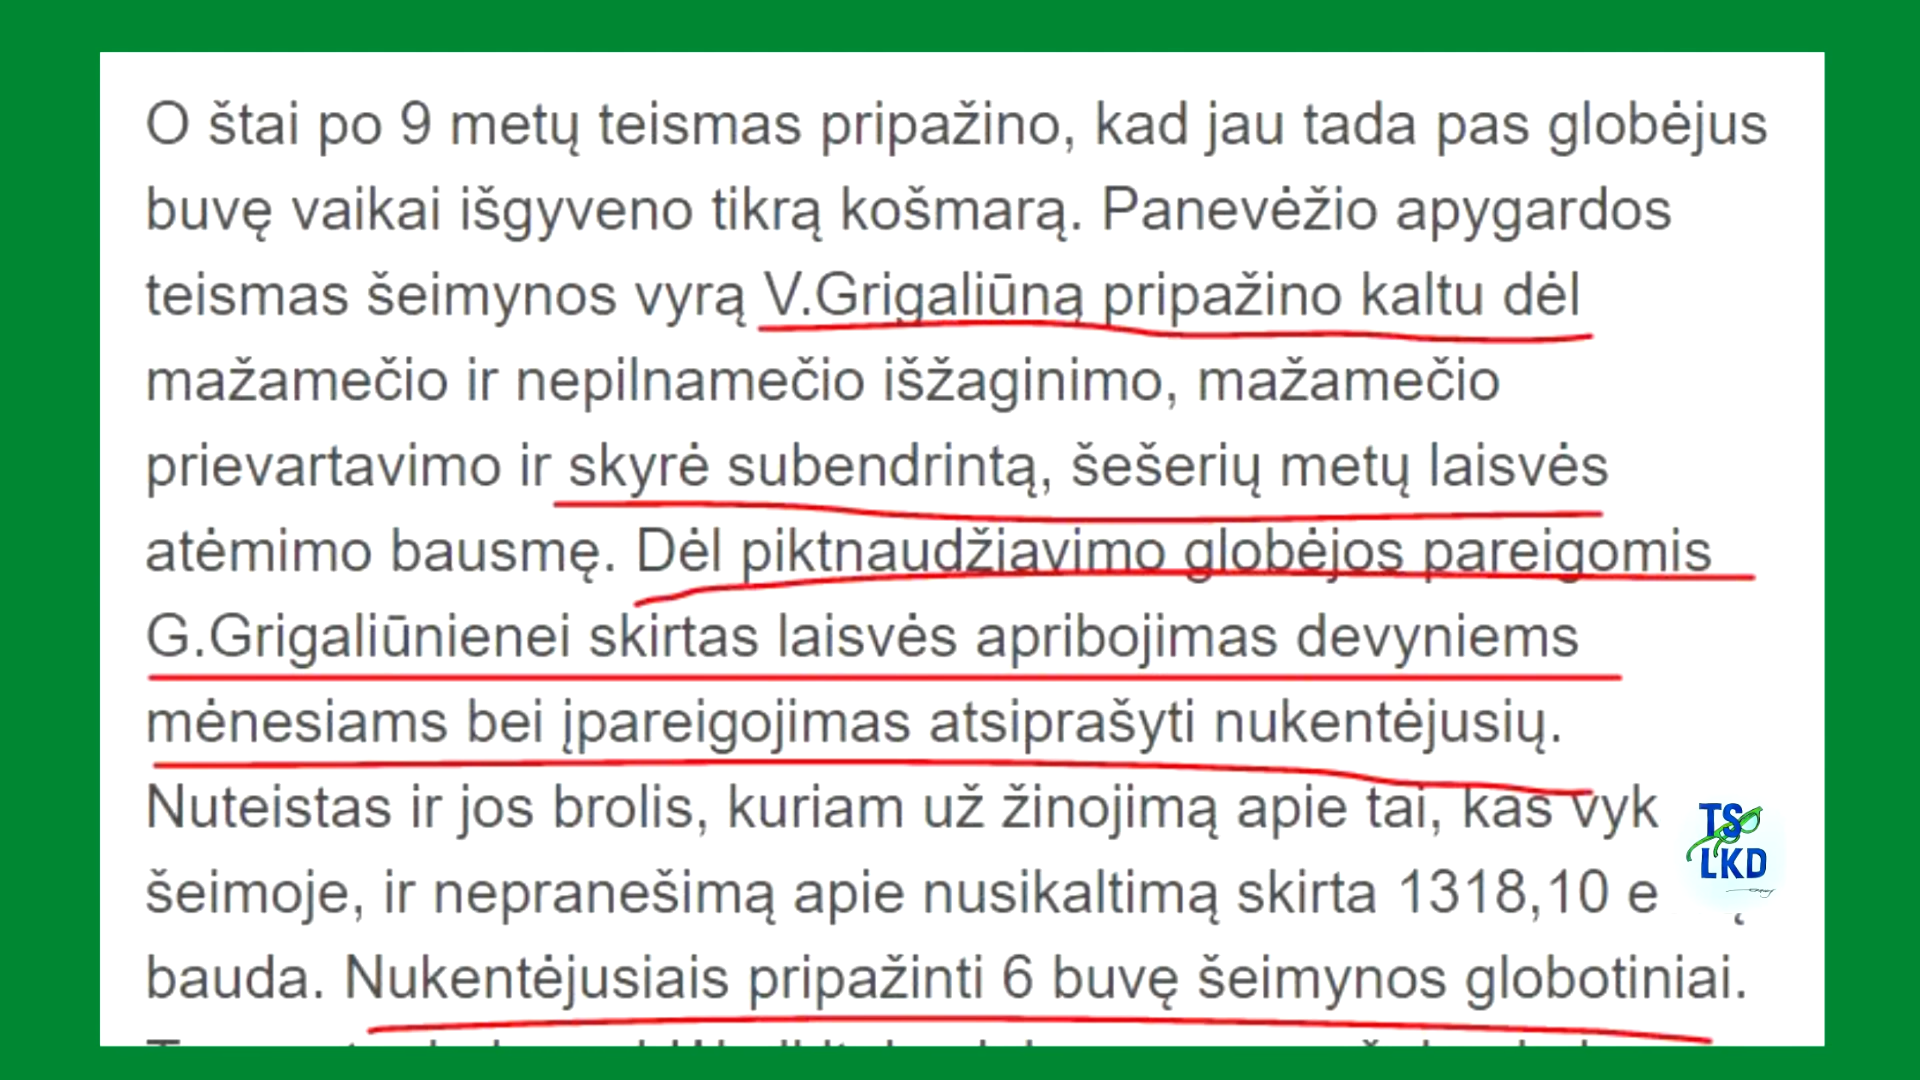 O štai po 9 metų teismas pripažino, kad jau tada pas globėjus
buvę vaikai išgyveno tikrą košmarą. Panevėžio apygardos
teismas šeimynos vyrą V.Grigaliūną pripažino kaltu dėl
mažamečio ir nepilnamečio išžaginimo, mažamečio
prievartavimo ir skyrė subendrintą, šešerių metų laisvės
atėmimo bausmę. Dėl piktnaudžiavimo globėjos pareigomis
G.Grigaliūnienei skirtas laisvės apribojimas devyniems
mėnesiams bei įpareigojimas atsiprašyti nukentėjusių.
Nuteistas ir jos brolis, kuriam už žinojimą apie tai, kas vyk
šeimoje, ir nepranešimą apie nusikaltimą skirta 1318,10 e
bauda. Nukentėjusiais pripažinti 6 buvę šeimynos globotiniai.
TS
LKD